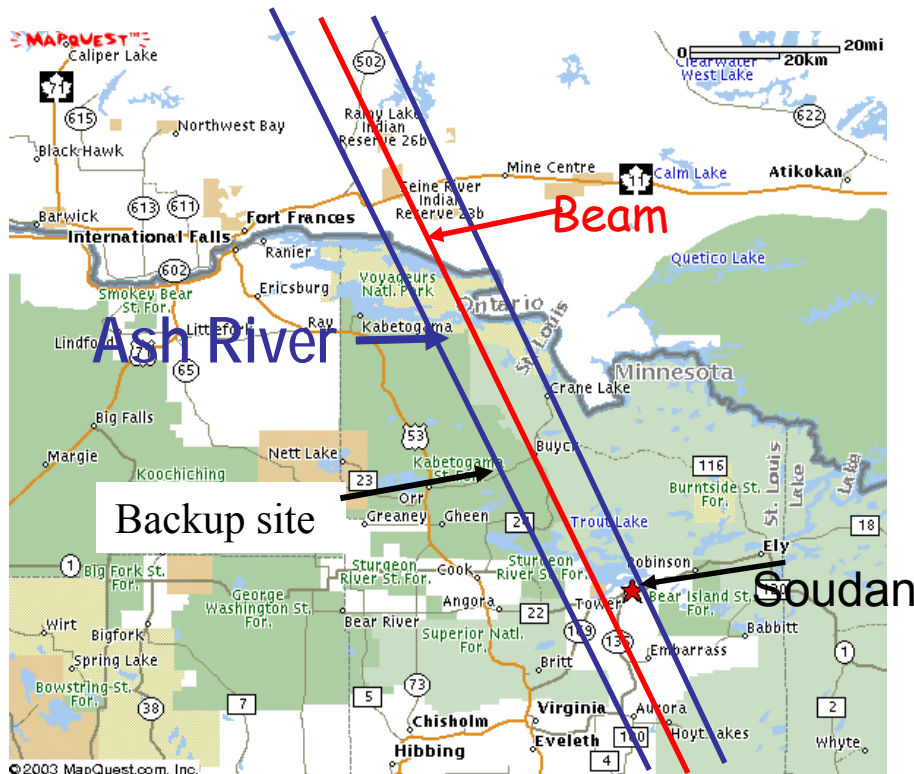 MAPQUEST
Caliper Lake
502
0
20mi
20km
Clearwater
West Lake
71
615
622
Northwest Bay
Rainy Lake
Indian
Reserve 26b
Black Hawk
Mine Centre
11
Calm Lake
Atikokan
Seine River
Indian
Reserve 23b
Beam
Barwick
613
611
Fort Frances
International Falls
Ranier
Quetico Lake
602
Voyageurs
Natl. Park
Smokey Bear
St. For.
Ericsburg
Ontario
St. Louis
Ash River
Littlefork
Ray
Kabetogama
Lindford
71
65
Minnesota
Crane Lake
Big Falls
53
Buyck
Nett Lake
Margie
Koochiching
23
Kabetogama
St. For.
116
Burntside St.
For.
St. Louis
Lake
Lake
Backup site
Orr
Greaney
Gheen
24
Trout Lake
18
1
Big Fork St.
For.
Sturgeon
River St. For.
Cook
Sturgeon
River St. For.
Robinson
Ely
Soudan
George
Washington St.
For.
Angora
22
Tower
Bear Island St.
For.
Wirt
Bigfork
Bear River
Superior Natl.
For.
169
135
Babbitt
Embarrass
1
Spring Lake
Britt
Bowstring St.
For.
38
7
5
73
Virginia
Aurora
2
Chisholm
Hoyt Lakes
100
Hibbing
Eveleth
4
Whyte
©2003 MapQuest.com, Inc.